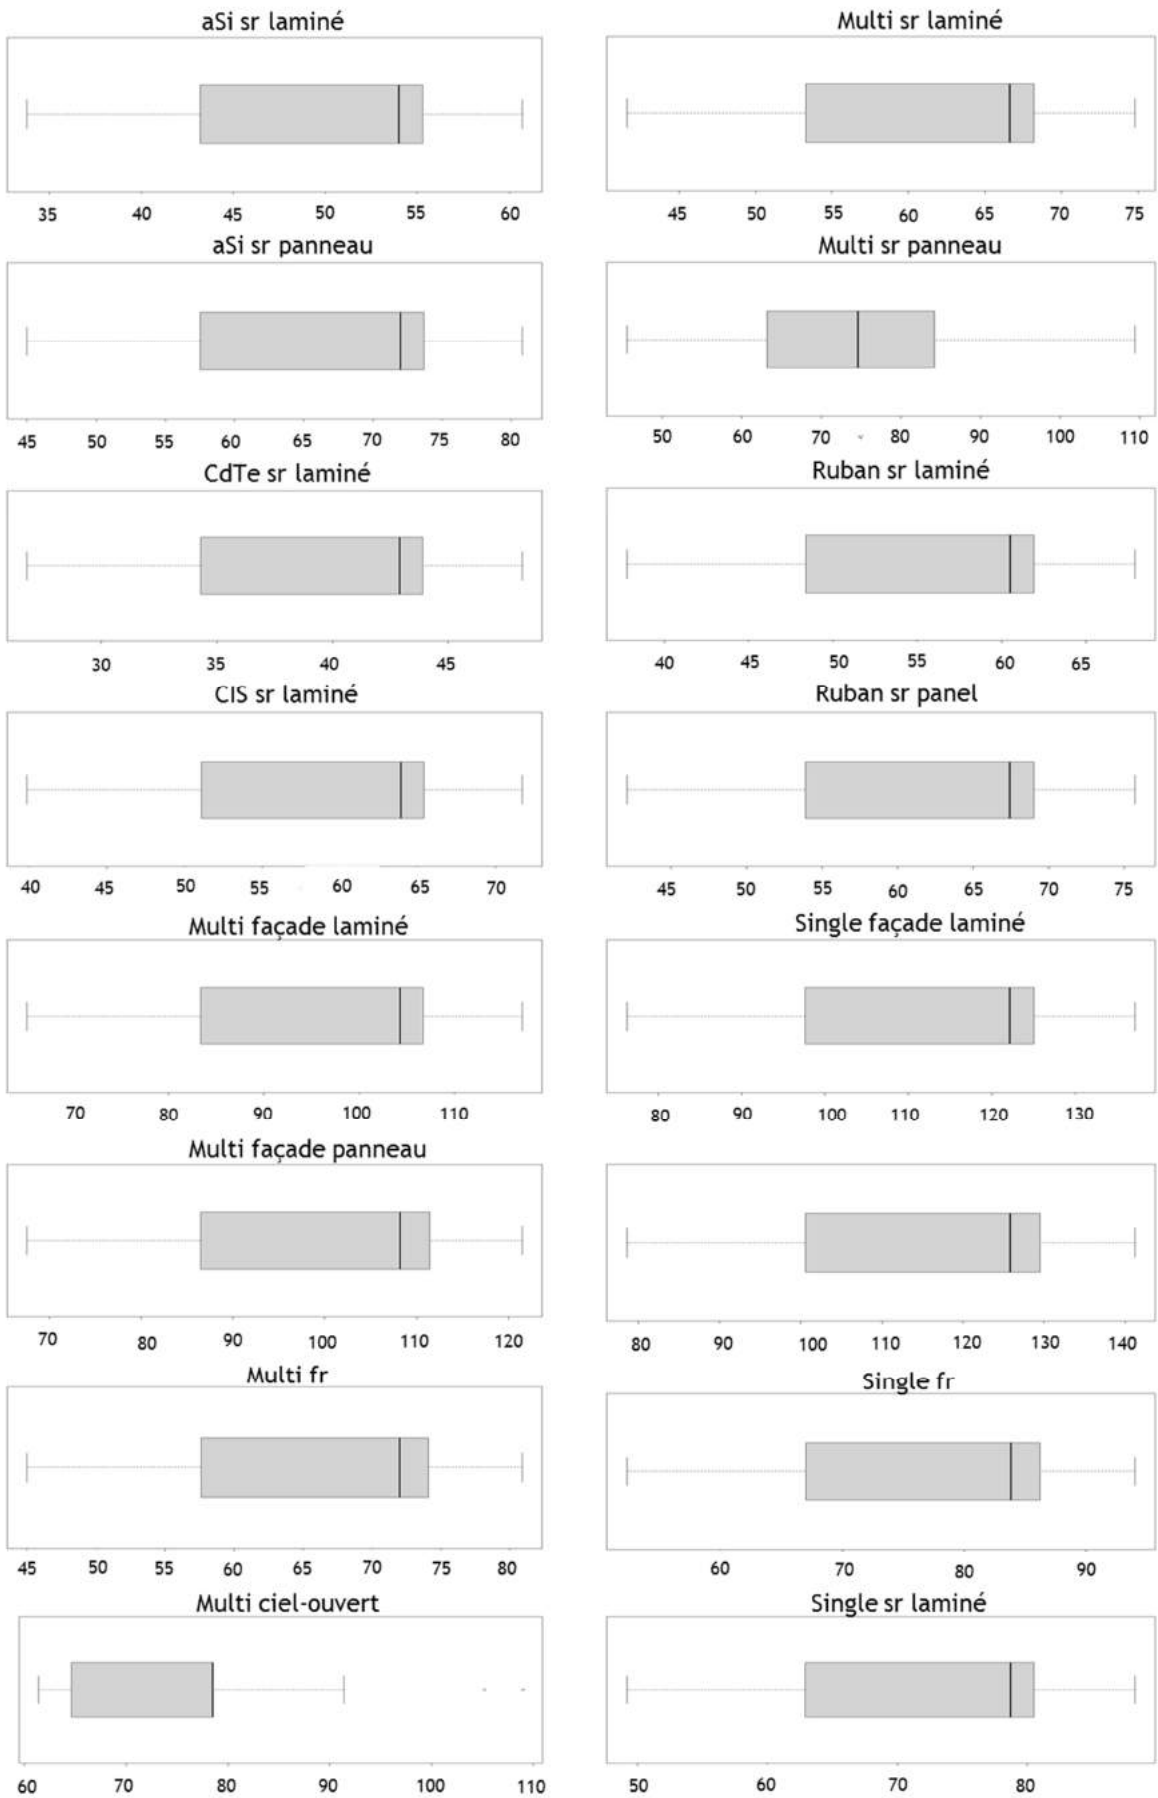 aSi sr laminé
35 40 45 50 55 60
Multi sr laminé
45 50 55 60 65 70 75
aSi sr panneau
45 50 55 60 65 70 75 80
Multi sr panneau
50 60 70 80 90 100 110
CdTe sr laminé
30 35 40 45
Ruban sr laminé
40 45 50 55 60 65
CIS sr laminé
40 45 50 55 60 65 70
Ruban sr panel
45 50 55 60 65 70 75
Multi façade laminé
70 80 90 100 110
Single façade laminé
80 90 100 110 120 130
Multi façade panneau
70 80 90 100 110 120
80 90 100 110 120 130 140
Multi fr
45 50 55 60 65 70 75 80
Single fr
60 70 80 90
Multi ciel-ouvert
60 70 80 90 100 110
Single sr laminé
50 60 70 80